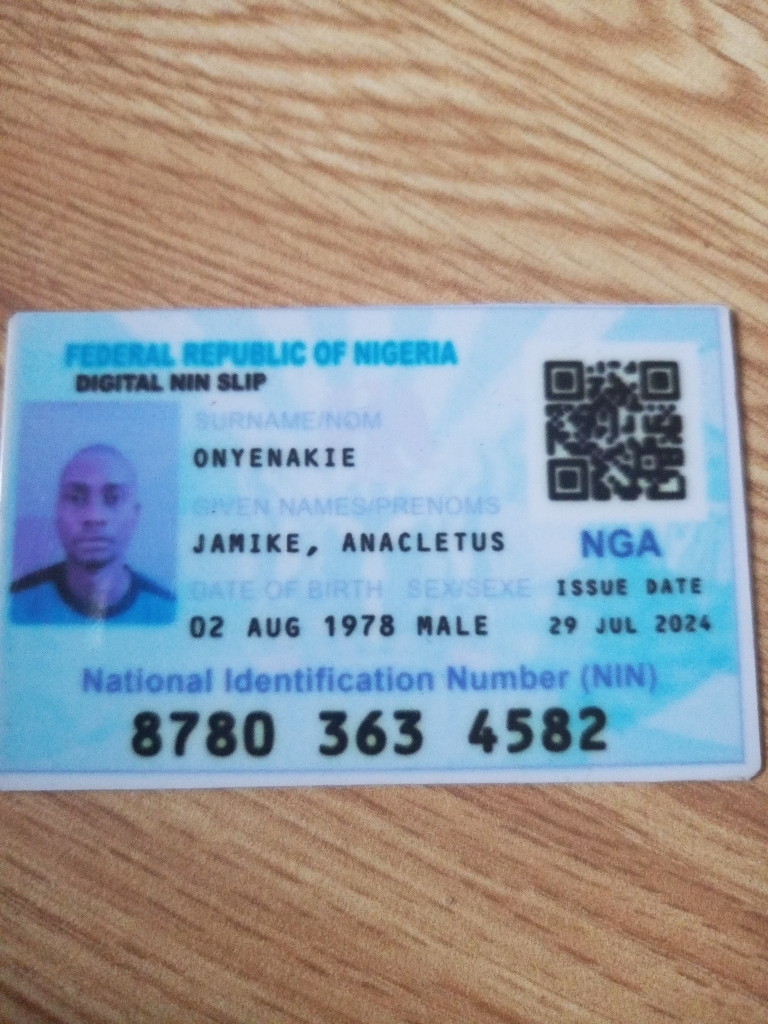 FEDERAL REPUBLIC OF NIGERIA
DIGITAL NIN SLIP
SURNAME/NOM
ONYENAKIE
GIVEN NAMES/PRENOMS
JAMIKE, ANACLETUS
NGA
DATE OF BIRTH SEX/SEXE ISSUE DATE
02 AUG 1978 MALE 29 JUL 2024
National Identification Number (NIN)
8780 363 4582